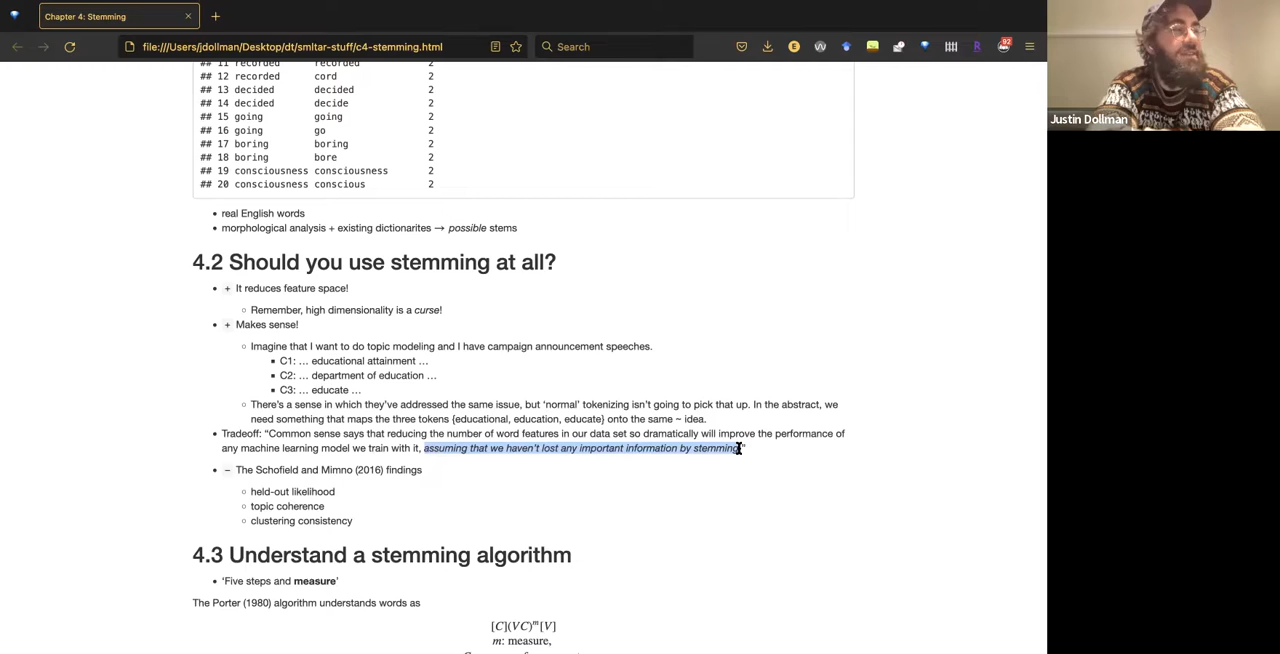 Chapter 4: Stemming
file:///Users/jdollman/Desktop/dt/smltar-stuff/c4-stemming.html
Search
92
Justin Dollman
## 11 recorded recorded 2
## 12 recorded cord 2
## 13 decided decided 2
## 14 decided decide 2
## 15 going going 2
## 16 going go 2
## 17 boring boring 2
## 18 boring bore 2
## 19 consciousness consciousness 2
## 20 consciousness conscious 2
• real English words
• morphological analysis + existing dictionarites → possible stems
4.2 Should you use stemming at all?
• + It reduces feature space!
◦ Remember, high dimensionality is a curse!
• + Makes sense!
◦ Imagine that I want to do topic modeling and I have campaign announcement speeches.
▪ C1: … educational attainment …
▪ C2: … department of education …
▪ C3: … educate …
◦ There’s a sense in which they’ve addressed the same issue, but ‘normal’ tokenizing isn’t going to pick that up. In the abstract, we
need something that maps the three tokens {educational, education, educate} onto the same ~ idea.
• Tradeoff: “Common sense says that reducing the number of word features in our data set so dramatically will improve the performance of
any machine learning model we train with it, assuming that we haven’t lost any important information by stemming”
• − The Schofield and Mimno (2016) findings
◦ held-out likelihood
◦ topic coherence
◦ clustering consistency
4.3 Understand a stemming algorithm
• ‘Five steps and measure’
The Porter (1980) algorithm understands words as
[C](VC)ᵐ[V]
m: measure,